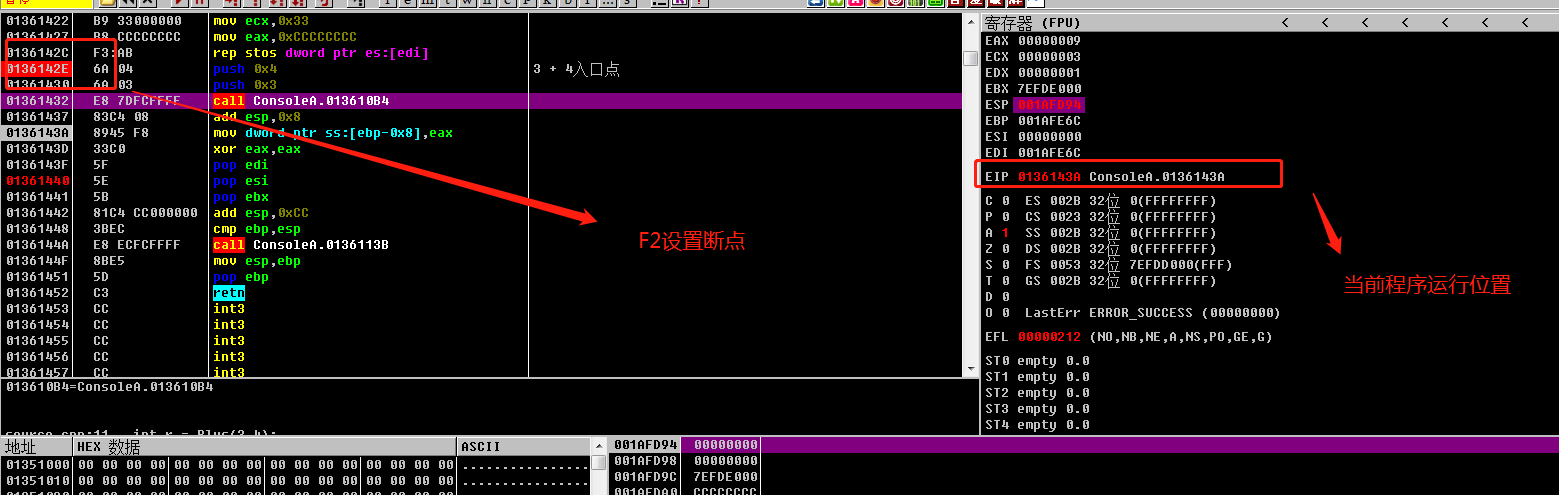 01361422 B9 33000000 mov ecx,0x33
01361427 B8 CCCCCCCC mov eax,0xCCCCCCCC
0136142C F3:AB rep stos dword ptr es:[edi]
0136142E 6A 04 push 0x4 3 + 4入口点
01361430 6A 03 push 0x3
01361432 E8 7DFCFFFF call ConsoleA.013610B4
01361437 83C4 08 add esp,0x8
0136143A 8945 F8 mov dword ptr ss:[ebp-0x8],eax
0136143D 33C0 xor eax,eax
0136143F 5F pop edi
01361440 5E pop esi
01361441 5B pop ebx
01361442 81C4 CC000000 add esp,0xCC
01361448 3BEC cmp ebp,esp
0136144A E8 ECFCFFFF call ConsoleA.0136113B
0136144F 8BE5 mov esp,ebp
01361451 5D pop ebp
01361452 C3 retn
01361453 CC int3
01361454 CC int3
01361455 CC int3
01361456 CC int3
01361457 CC int3
F2设置断点
013610B4=ConsoleA.013610B4
寄存器 (FPU) < < < < < < <
EAX 00000009
ECX 00000003
EDX 00000001
EBX 7EFDE000
ESP 001AFD94
EBP 001AFE6C
ESI 00000000
EDI 001AFE6C
EIP 0136143A ConsoleA.0136143A
C 0 ES 002B 32位 0(FFFFFFFF)
P 0 CS 0023 32位 0(FFFFFFFF)
A 1 SS 002B 32位 0(FFFFFFFF)
Z 0 DS 002B 32位 0(FFFFFFFF)
S 0 FS 0053 32位 7EFDD000(FFF)
T 0 GS 002B 32位 0(FFFFFFFF)
D 0
O 0 LastErr ERROR_SUCCESS (00000000)
EFL 00000212 (NO,NB,NE,A,NS,PO,GE,G)
ST0 empty 0.0
ST1 empty 0.0
ST2 empty 0.0
ST3 empty 0.0
ST4 empty 0.0
当前程序运行位置
地址 HEX 数据 ASCII
01351000 00 00 00 00 00 00 00 00 00 00 00 00 00 00 00 00 ................
01351010 00 00 00 00 00 00 00 00 00 00 00 00 00 00 00 00 ................
001AFD94 00000000
001AFD98 00000000
001AFD9C 7EFDE000
001AFDA0 CCCCCCCC